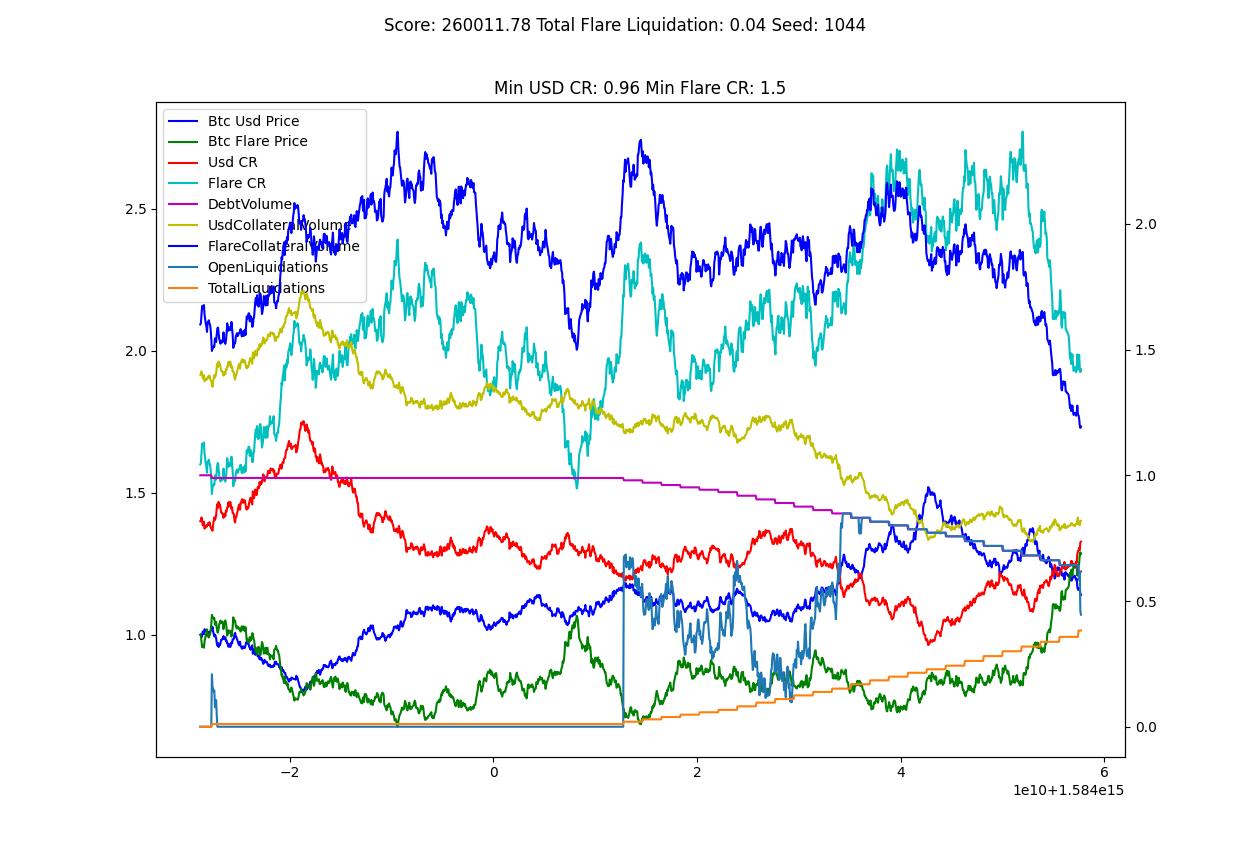 Score: 260011.78 Total Flare Liquidation: 0.04 Seed: 1044
Min USD CR: 0.96 Min Flare CR: 1.5
Btc Usd Price
Btc Flare Price
Usd CR
Flare CR
DebtVolume
UsdCollateralVolume
FlareCollateralVolume
OpenLiquidations
TotalLiquidations
2.5
2.0
1.5
1.0
2.0
1.5
1.0
0.5
0.0
−2
0
2
4
6
1e10+1.584e15